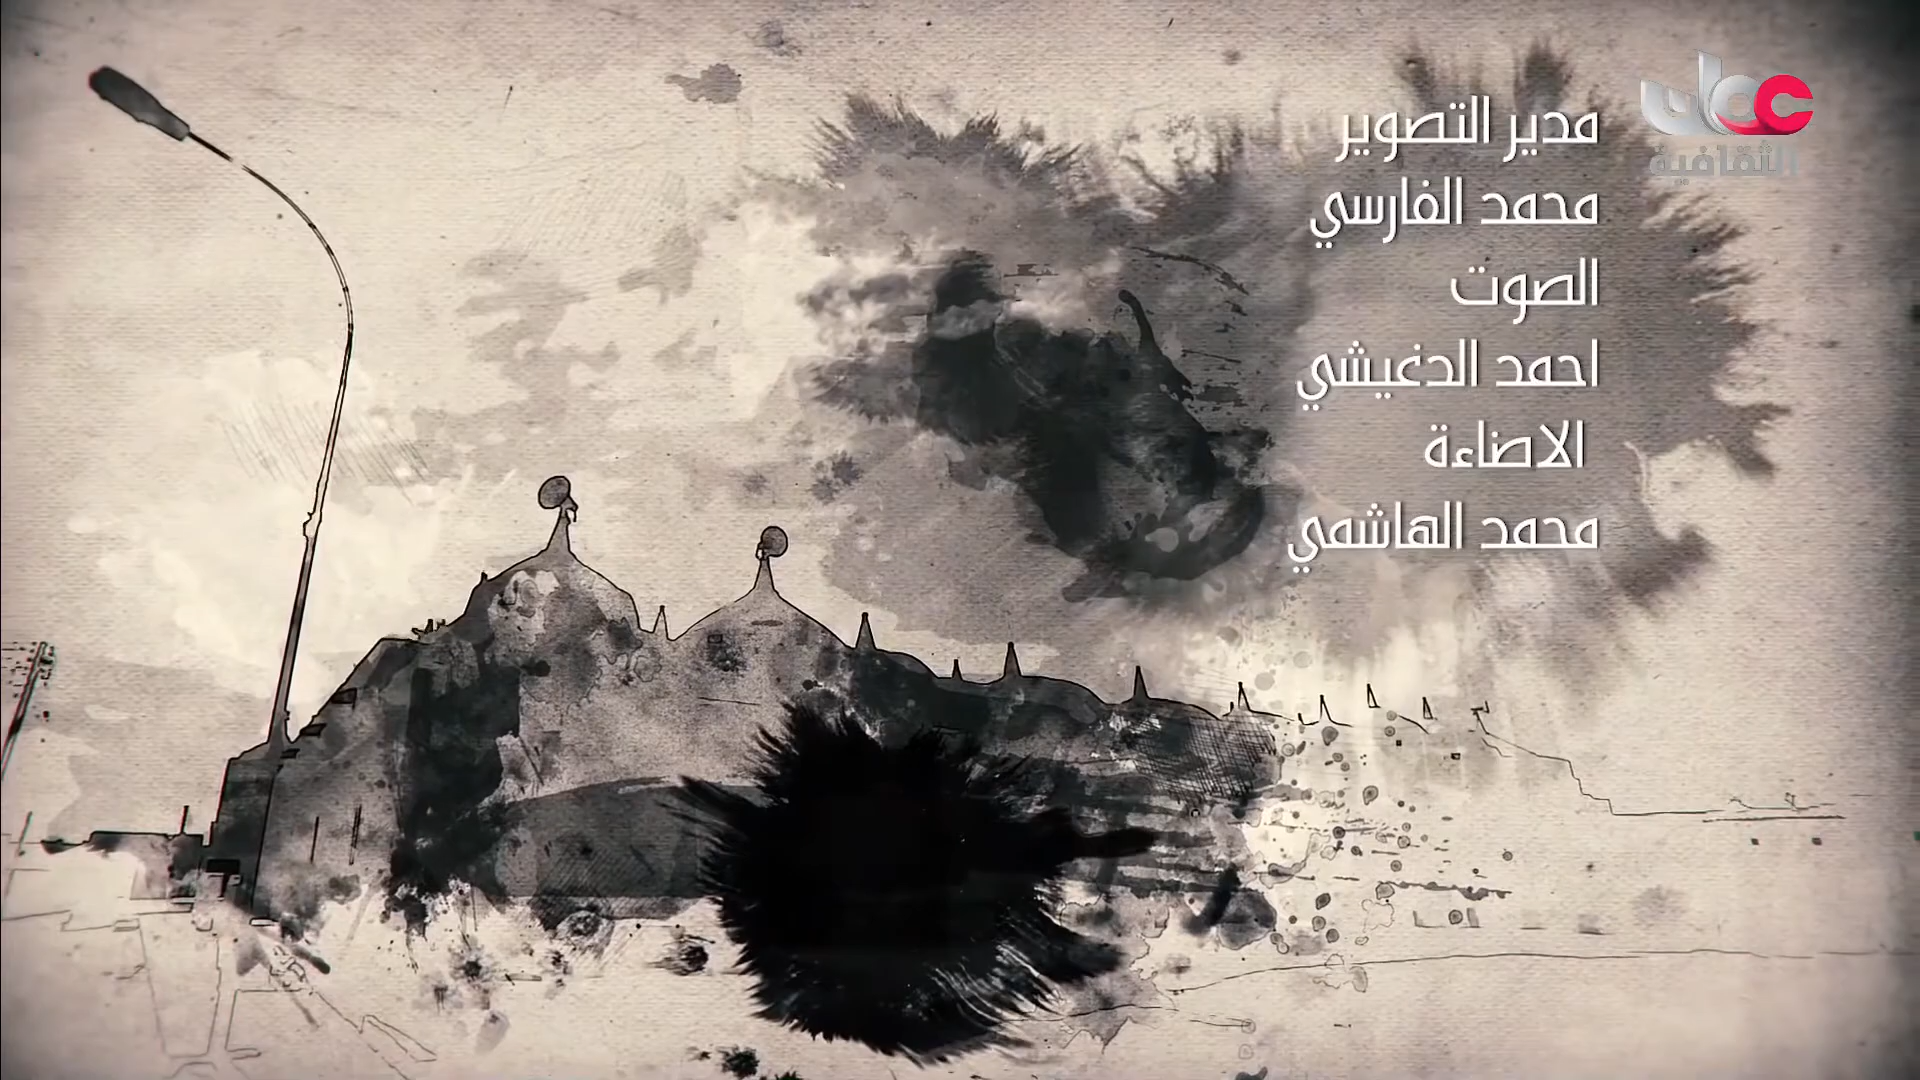 عمان
الثقافية
مدير التصوير
محمد الفارسي
الصوت
احمد الدغيشي
الاضاءة
محمد الهاشمي